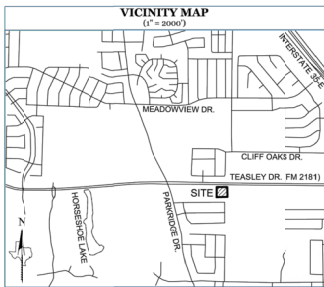 VICINITY MAP
(1" = 2000')
INTERSTATE 35-E
MEADOWVIEW DR.
CLIFF OAKS DR.
TEASLEY DR. FM 2181)
SITE
HORSESHOE LAKE
PARKRIDGE DR.
N